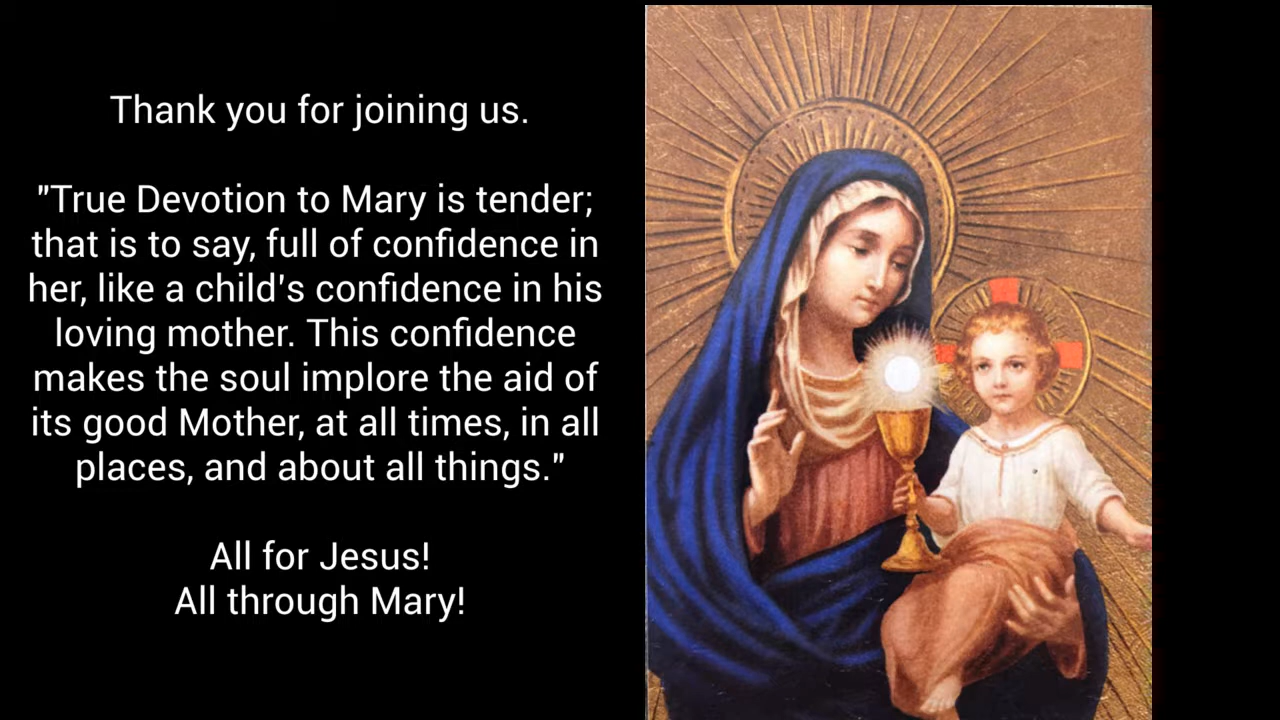 Thank you for joining us.
"True Devotion to Mary is tender;
that is to say, full of confidence in
her, like a child's confidence in his
loving mother. This confidence
makes the soul implore the aid of
its good Mother, at all times, in all
places, and about all things."
All for Jesus!
All through Mary!